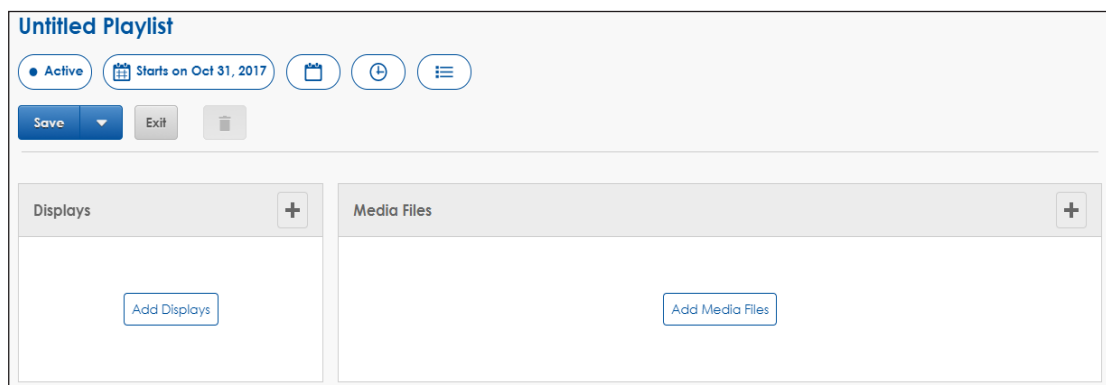 Untitled Playlist
Active Starts on Oct 31, 2017
Save Exit
Displays Media Files
Add Displays Add Media Files